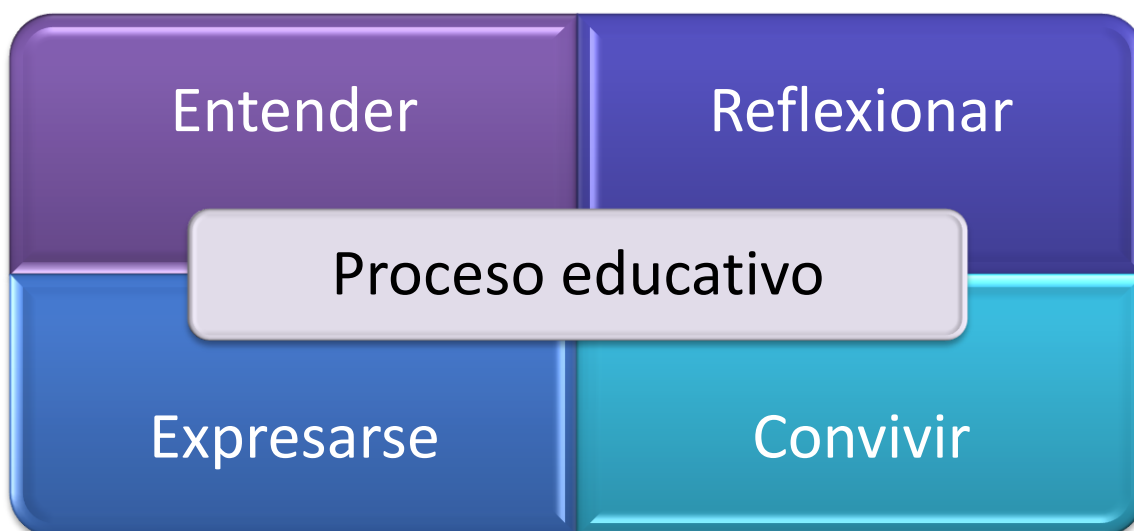 Entender
Reflexionar
Proceso educativo
Expresarse
Convivir